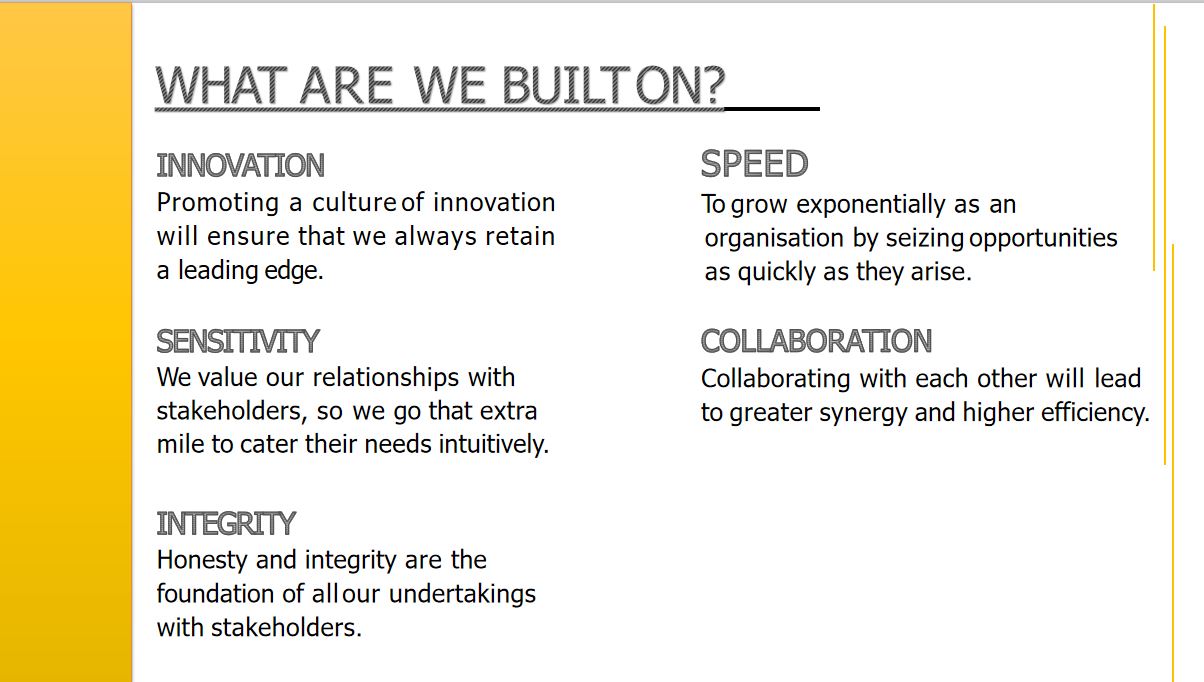 WHAT ARE WE BUILT ON?
INNOVATION
Promoting a culture of innovation
will ensure that we always retain
a leading edge.
SENSITIVITY
We value our relationships with
stakeholders, so we go that extra
mile to cater their needs intuitively.
INTEGRITY
Honesty and integrity are the
foundation of all our undertakings
with stakeholders.
SPEED
To grow exponentially as an
organisation by seizing opportunities
as quickly as they arise.
COLLABORATION
Collaborating with each other will lead
to greater synergy and higher efficiency.